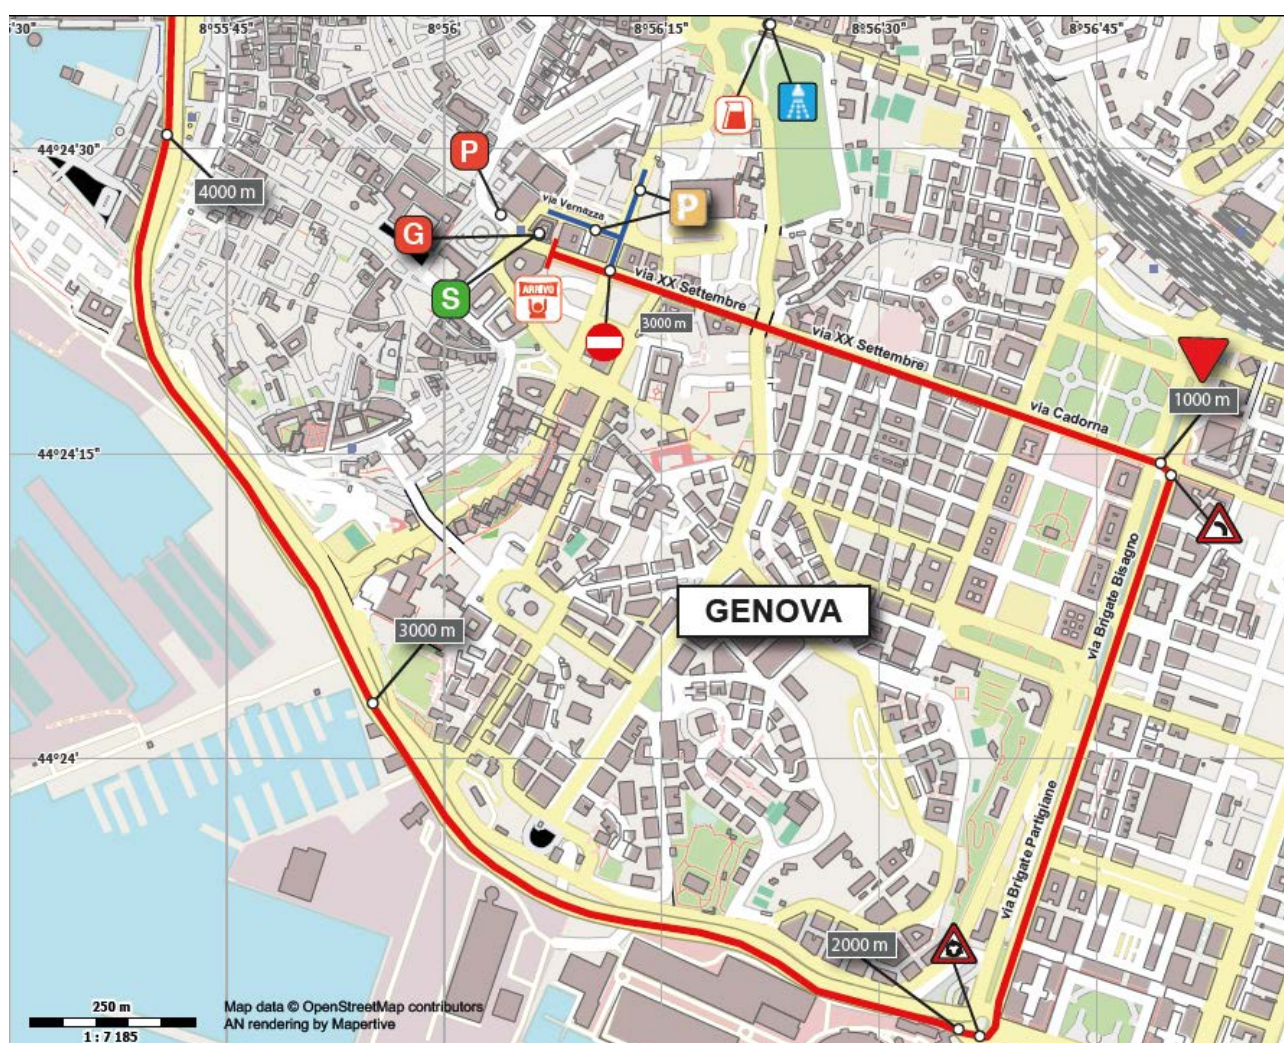 5'30"
8°55'45"
8°56'
8°56'15"
8°56'30"
8°56'45"
44°24'30"
P
4000 m
via Vernazza
P
G
S
ARRIVO
via XX Settembre
3000 m
via XX Settembre
1000 m
via Cadorna
44°24'15"
via Brigate Bisagno
GENOVA
3000 m
44°24'
via Brigate Partigiane
2000 m
250 m
1 : 7 185
Map data © OpenStreetMap contributors
AN rendering by Mapertive